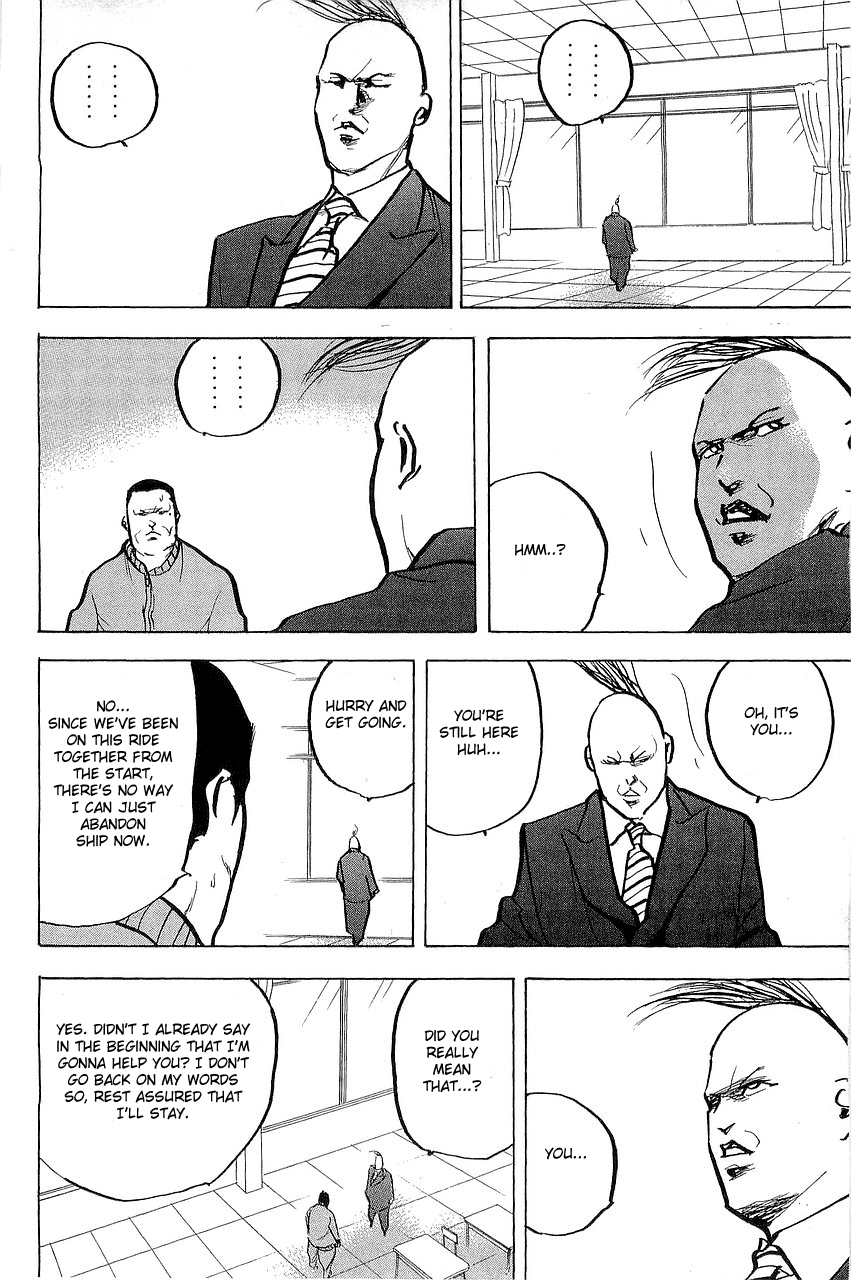 HMM..?
OH, IT'S
YOU...
YOU'RE
STILL HERE
HUH...
HURRY AND
GET GOING.
NO...
SINCE WE'VE BEEN
ON THIS RIDE
TOGETHER FROM
THE START,
THERE'S NO WAY
I CAN JUST
ABANDON
SHIP NOW.
YOU...
DID YOU
REALLY
MEAN
THAT...?
YES. DIDN'T I ALREADY SAY
IN THE BEGINNING THAT I'M
GONNA HELP YOU? I DON'T
GO BACK ON MY WORDS
SO, REST ASSURED THAT
I'LL STAY.